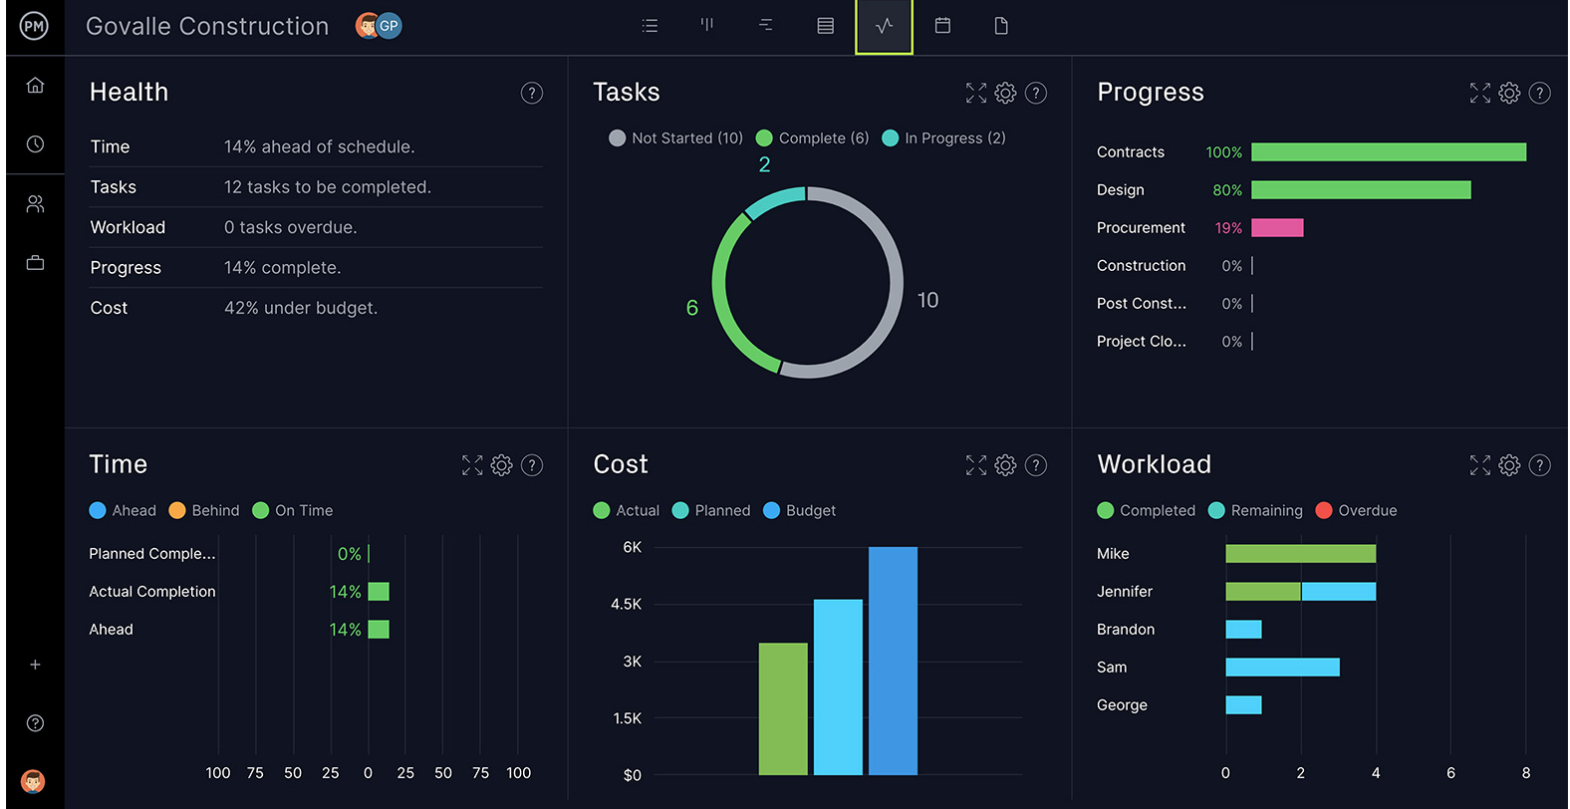 PM
Govalle Construction
GP
Health
?
Time 14% ahead of schedule.
Tasks 12 tasks to be completed.
Workload 0 tasks overdue.
Progress 14% complete.
Cost 42% under budget.
Tasks
?
Not Started (10) Complete (6) In Progress (2)
2
6
10
Progress
?
Contracts 100%
Design 80%
Procurement 19%
Construction 0%
Post Const... 0%
Project Clo... 0%
Time
?
Ahead Behind On Time
Planned Comple... 0%
Actual Completion 14%
Ahead 14%
100 75 50 25 0 25 50 75 100
Cost
?
Actual Planned Budget
6K
4.5K
3K
1.5K
$0
Workload
?
Completed Remaining Overdue
Mike
Jennifer
Brandon
Sam
George
0 2 4 6 8
+
?